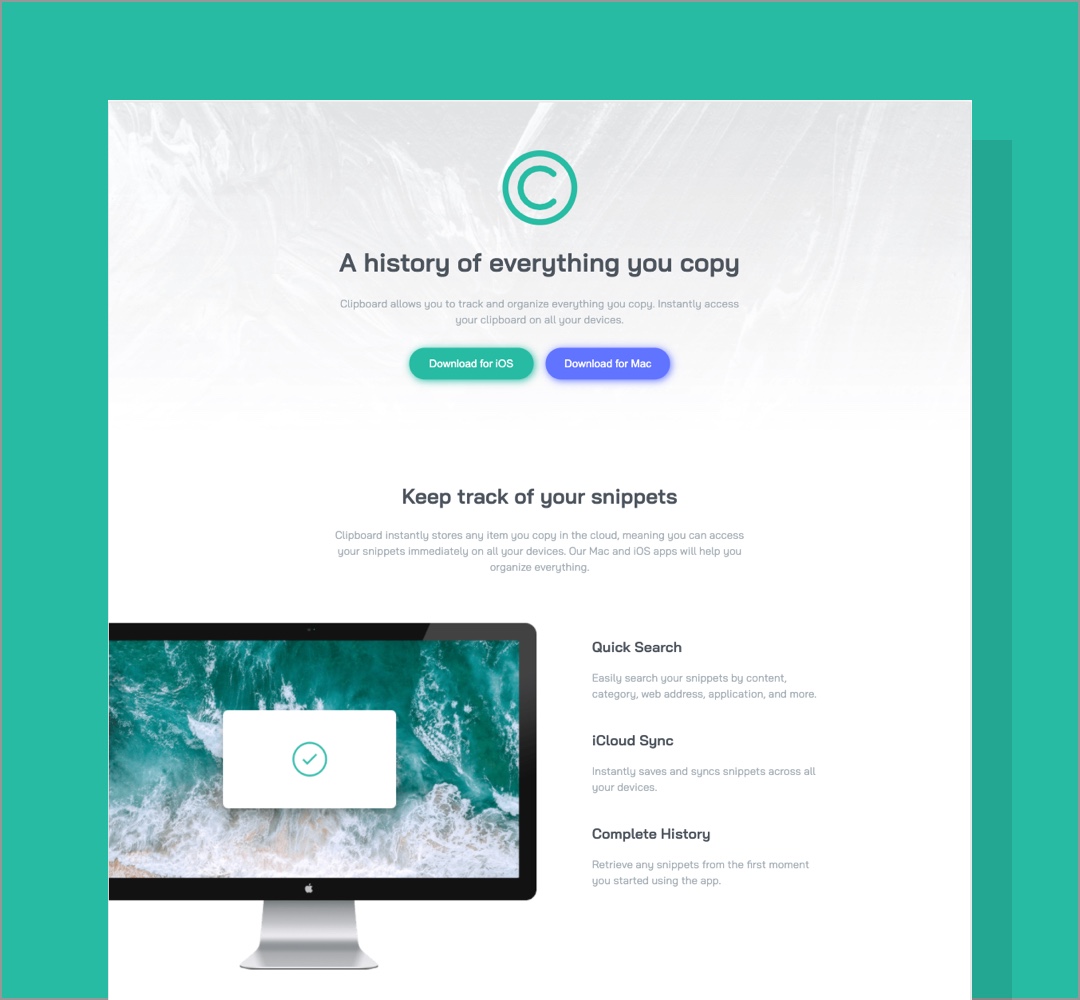 C
A history of everything you copy
Clipboard allows you to track and organize everything you copy. Instantly access
your clipboard on all your devices.
Download for iOS
Download for Mac
Keep track of your snippets
Clipboard instantly stores any item you copy in the cloud, meaning you can access
your snippets immediately on all your devices. Our Mac and iOS apps will help you
organize everything.
Quick Search
Easily search your snippets by content,
category, web address, application, and more.
iCloud Sync
Instantly saves and syncs snippets across all
your devices.
Complete History
Retrieve any snippets from the first moment
you started using the app.